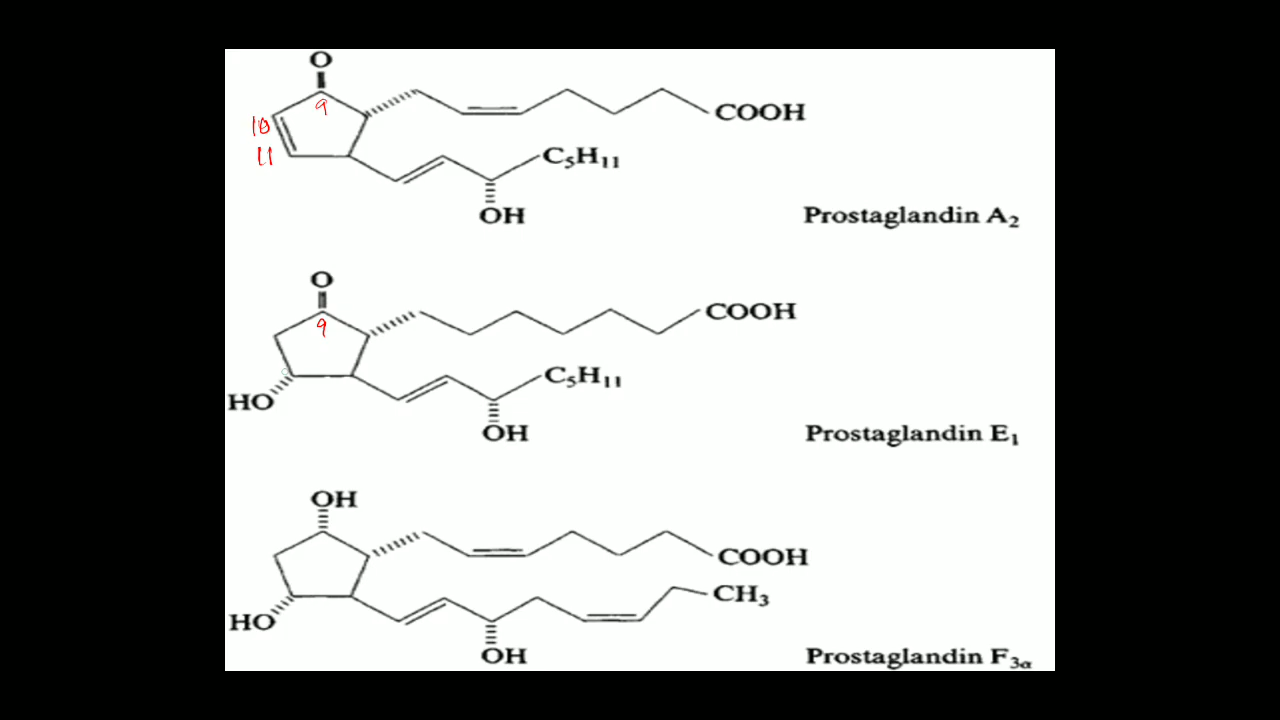 O
9
10
11
COOH
C₅H₁₁
OH
Prostaglandin A₂
O
9
COOH
C₅H₁₁
HO
OH
Prostaglandin E₁
OH
COOH
CH₃
HO
OH
Prostaglandin F₃α